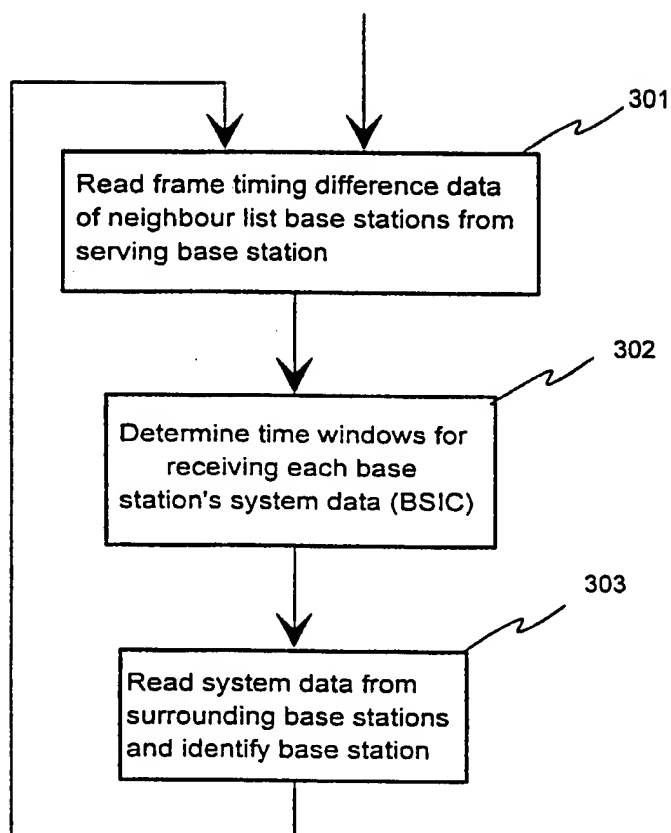 301
Read frame timing difference data
of neighbour list base stations from
serving base station
302
Determine time windows for
receiving each base
station's system data (BSIC)
303
Read system data from
surrounding base stations
and identify base station